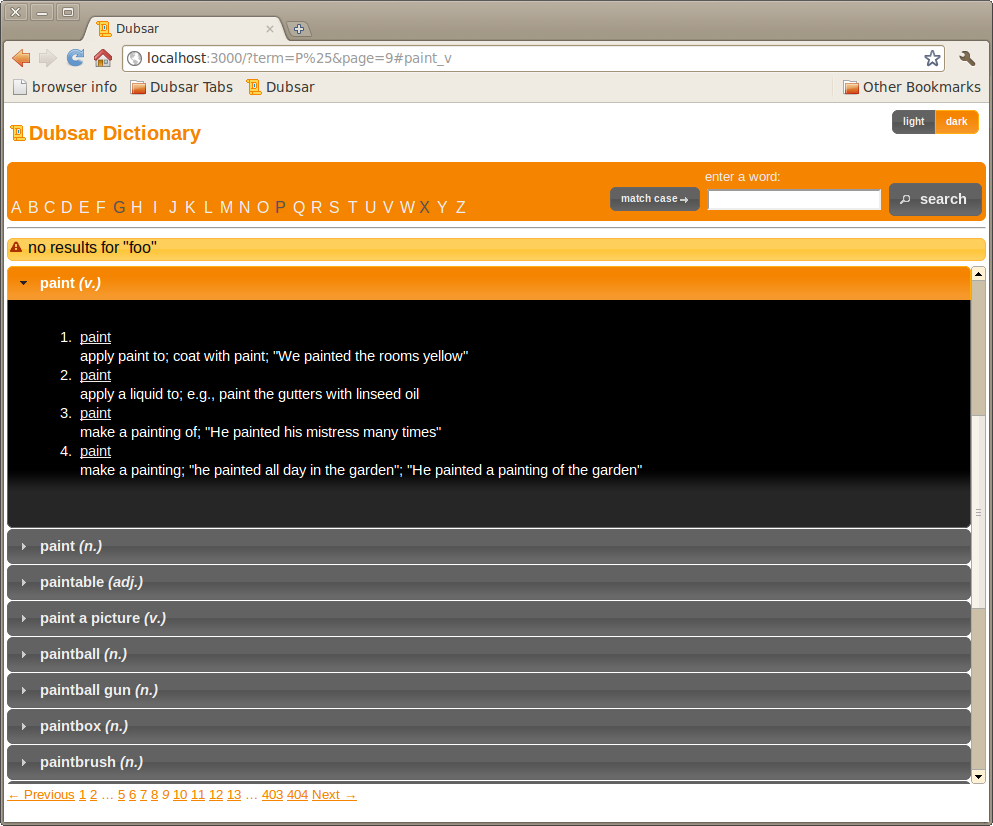 Dubsar
localhost:3000/?term=P%25&page=9#paint_v
browser info Dubsar Tabs Dubsar Other Bookmarks
Dubsar Dictionary
light dark
enter a word:
A B C D E F G H I J K L M N O P Q R S T U V W X Y Z match case→ search
no results for "foo"
paint (v.)
1. paint
apply paint to; coat with paint; "We painted the rooms yellow"
2. paint
apply a liquid to; e.g., paint the gutters with linseed oil
3. paint
make a painting of; "He painted his mistress many times"
4. paint
make a painting; "he painted all day in the garden"; "He painted a painting of the garden"
paint (n.)
paintable (adj.)
paint a picture (v.)
paintball (n.)
paintball gun (n.)
paintbox (n.)
paintbrush (n.)
← Previous 1 2 … 5 6 7 8 9 10 11 12 13 … 403 404 Next →